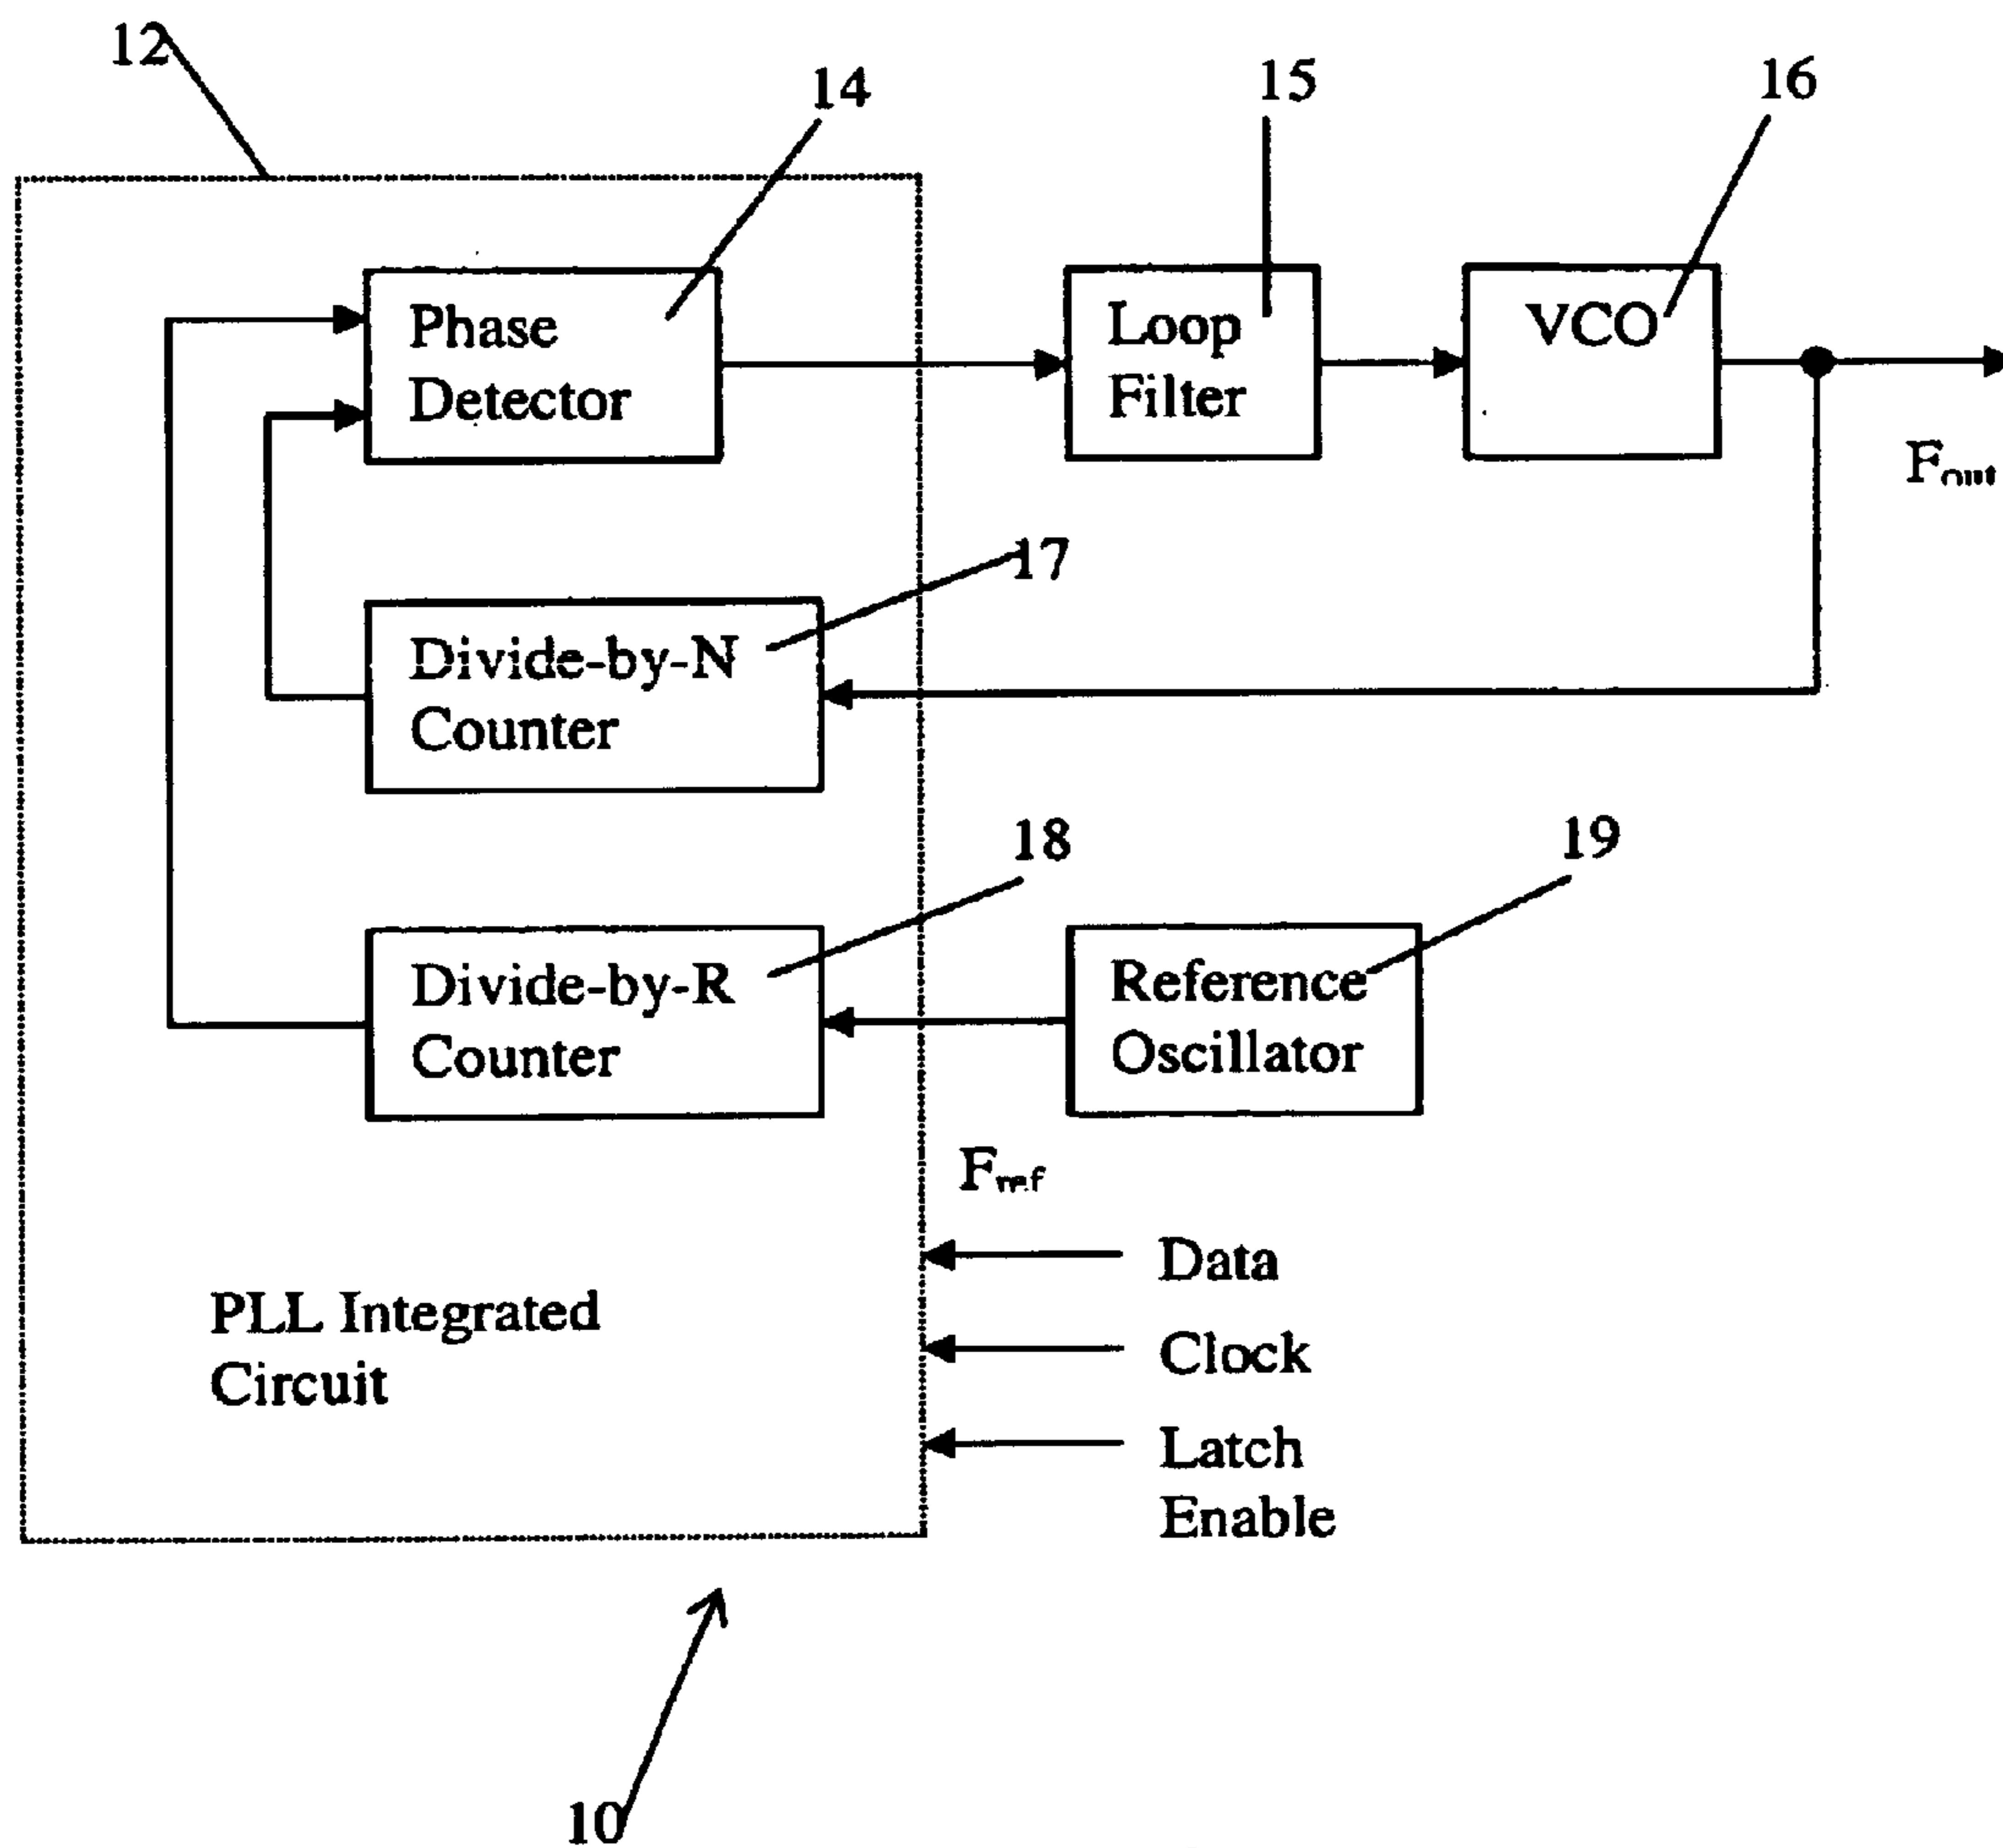 12
14
15
16
Phase
Detector
Loop
Filter
VCO
Fout
17
Divide-by-N
Counter
18
19
Divide-by-R
Counter
Reference
Oscillator
Fref
Data
Clock
Latch
Enable
PLL Integrated
Circuit
10